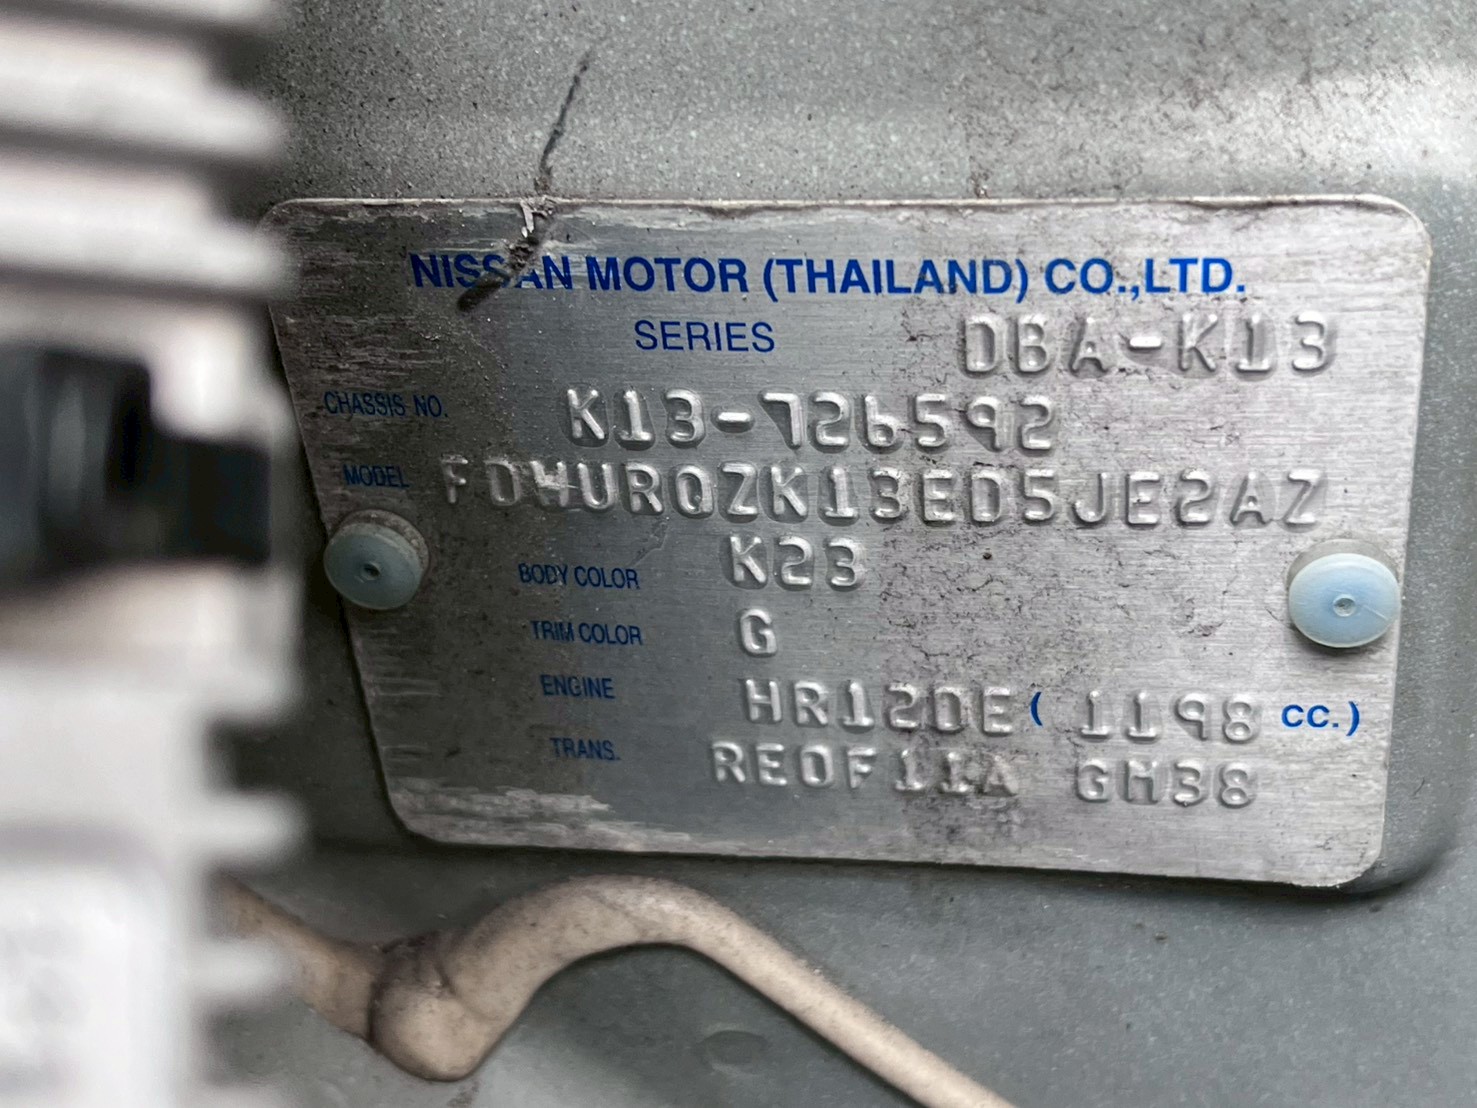 NISSAN MOTOR (THAILAND) CO.,LTD.
SERIES DBA-K13
CHASSIS NO. K13-726592
MODEL FDWURQZK13ED5JE2AZ
BODY COLOR K23
TRIM COLOR G
ENGINE HR12DE ( 1198 CC.)
TRANS. RE0F11A GM38